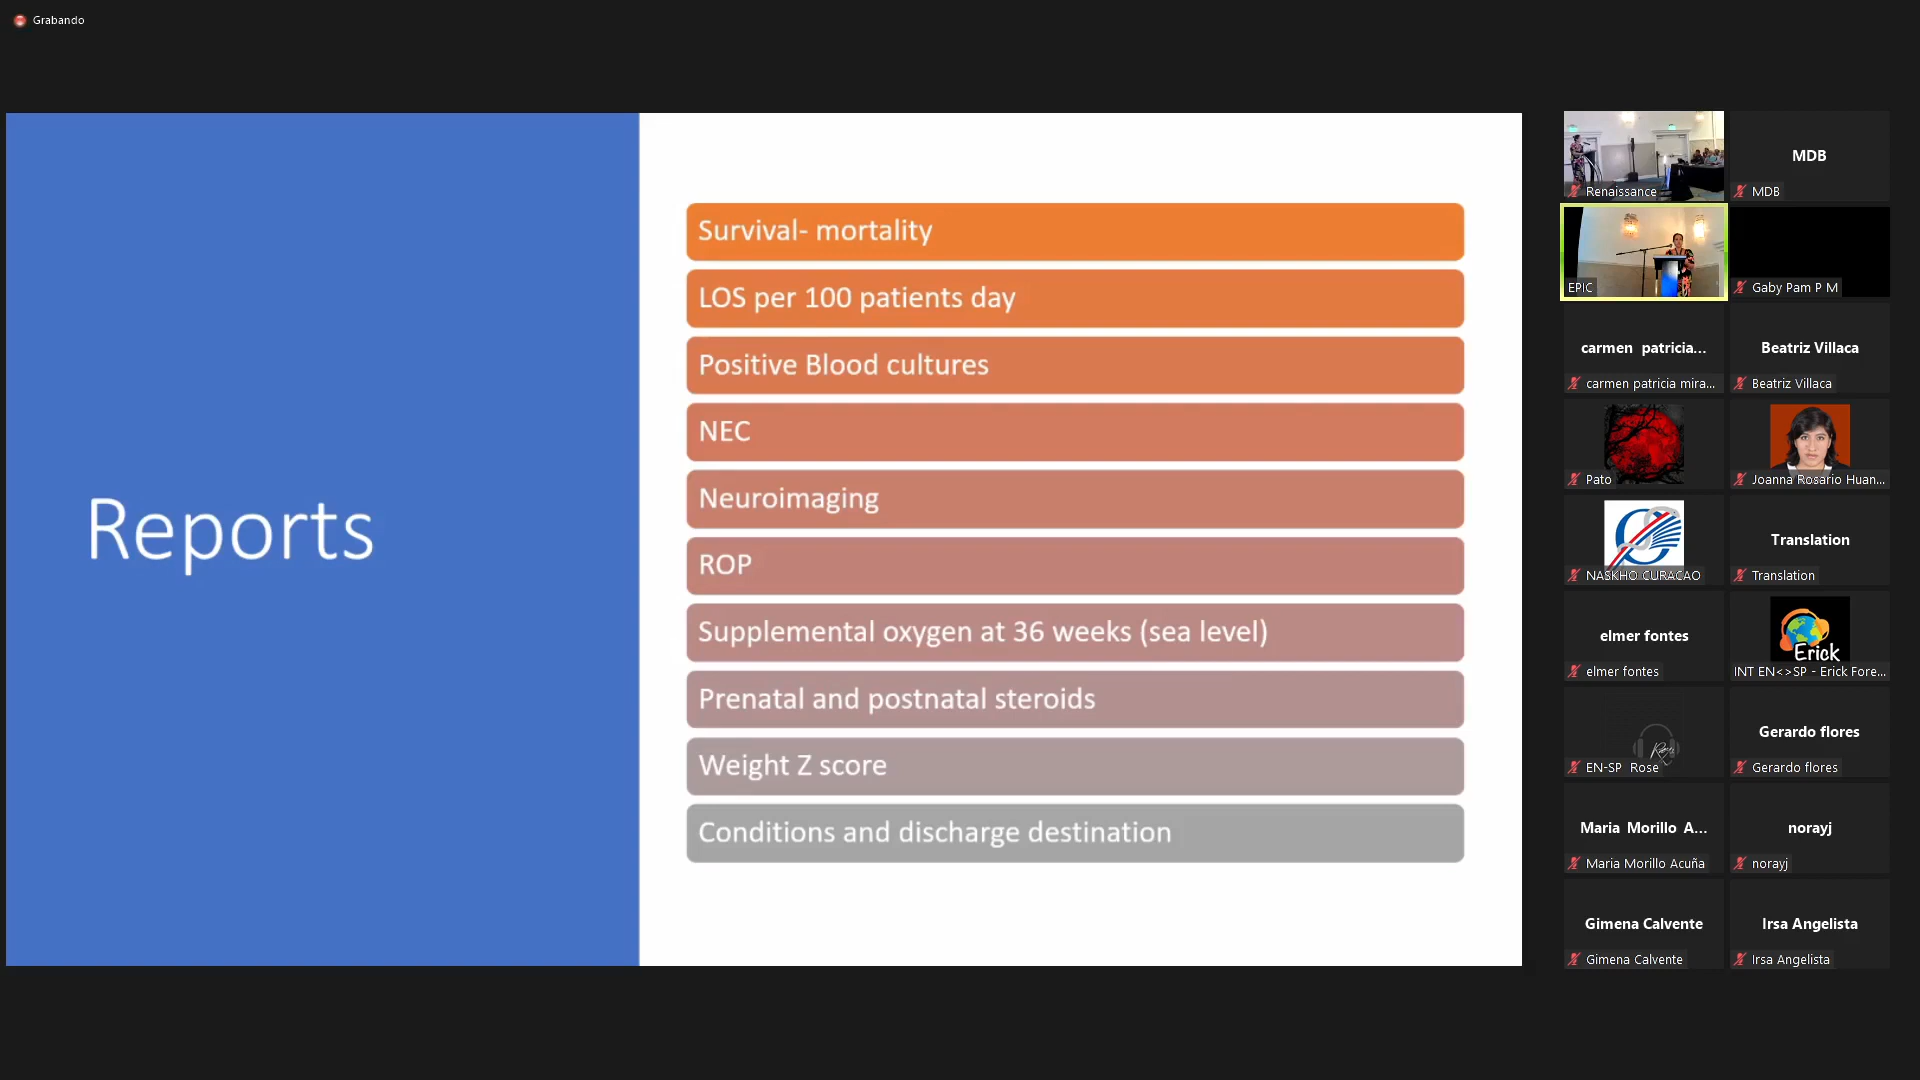 Grabando
Reports
Survival- mortality
LOS per 100 patients day
Positive Blood cultures
NEC
Neuroimaging
ROP
Supplemental oxygen at 36 weeks (sea level)
Prenatal and postnatal steroids
Weight Z score
Conditions and discharge destination
Renaissance
MDB
MDB
EPIC
Gaby Pam P M
carmen patricia...
carmen patricia mira...
Beatriz Villaca
Beatriz Villaca
Pato
Joanna Rosario Huan...
NASKHO CURACAO
Translation
Translation
elmer fontes
elmer fontes
Erick
INT EN<>SP - Erick Fore...
EN-SP Rose
Gerardo flores
Gerardo flores
Maria Morillo A...
Maria Morillo Acuña
norayj
norayj
Gimena Calvente
Gimena Calvente
Irsa Angelista
Irsa Angelista